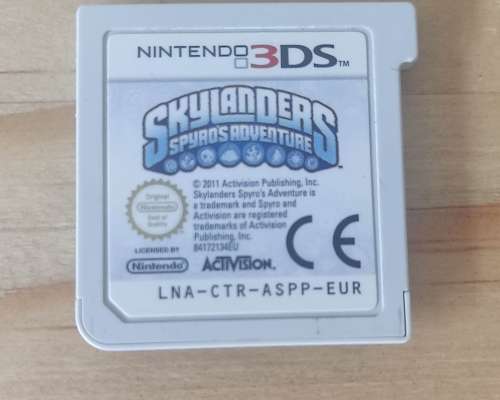 NINTENDO 3DS TM
SKYLANDERS
SPYRO'S ADVENTURE
© 2011 Activision Publishing, Inc.
Skylanders Spyro's Adventure is
a trademark and Spyro and
Activision are registered
trademarks of Activision
Publishing, Inc.
84172134EU
Original
Nintendo
Seal of
Quality
LICENSED BY
Nintendo
ACTIVISION.
CE
LNA-CTR-ASPP-EUR